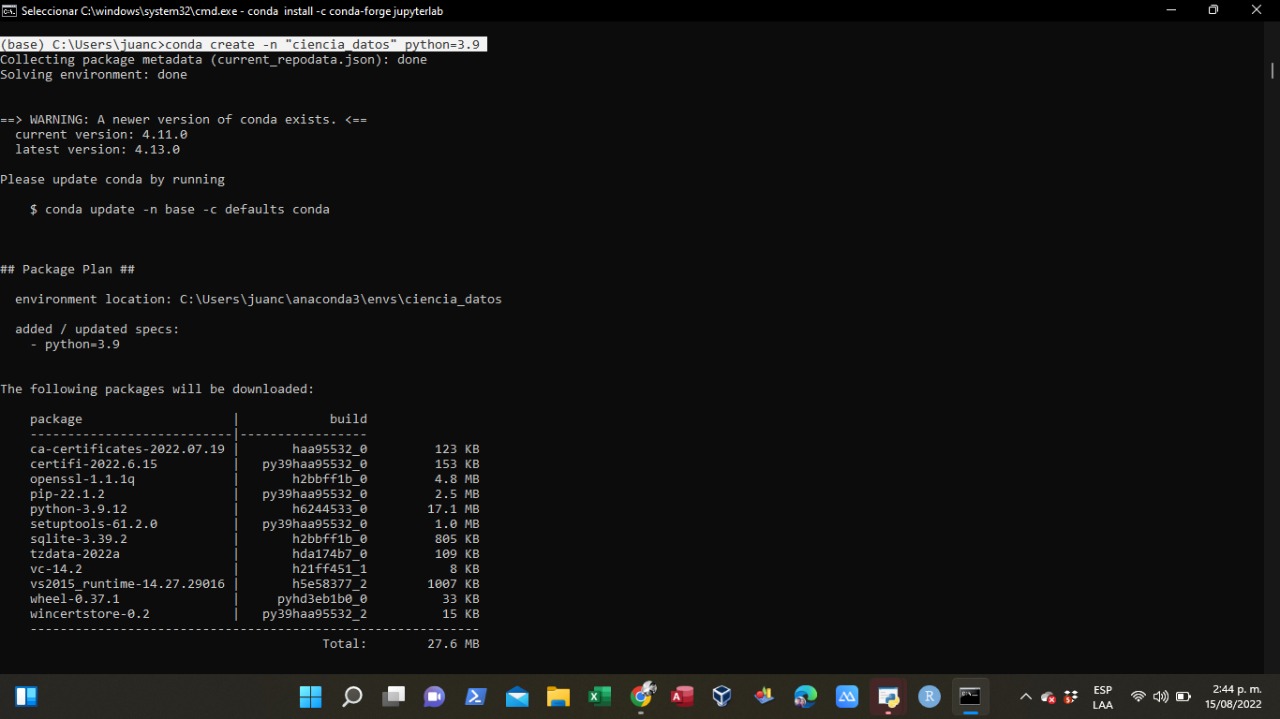 Seleccionar C:\windows\system32\cmd.exe - conda install -c conda-forge jupyterlab
(base) C:\Users\juanc>conda create -n "ciencia_datos" python=3.9
Collecting package metadata (current_repodata.json): done
Solving environment: done
==> WARNING: A newer version of conda exists. <==
  current version: 4.11.0
  latest version: 4.13.0
Please update conda by running
    $ conda update -n base -c defaults conda
## Package Plan ##
  environment location: C:\Users\juanc\anaconda3\envs\ciencia_datos
  added / updated specs:
    - python=3.9
The following packages will be downloaded:
    package                    |            build
    ---------------------------|-----------------
    ca-certificates-2022.07.19 |       haa95532_0         123 KB
    certifi-2022.6.15          |   py39haa95532_0         153 KB
    openssl-1.1.1q             |       h2bbff1b_0         4.8 MB
    pip-22.1.2                 |   py39haa95532_0         2.5 MB
    python-3.9.12              |       h6244533_0        17.1 MB
    setuptools-61.2.0          |   py39haa95532_0         1.0 MB
    sqlite-3.39.2              |       h2bbff1b_0         805 KB
    tzdata-2022a               |       hda174b7_0         109 KB
    vc-14.2                    |       h21ff451_1           8 KB
    vs2015_runtime-14.27.29016 |       h5e58377_2        1007 KB
    wheel-0.37.1               |     pyhd3eb1b0_0          33 KB
    wincertstore-0.2           |   py39haa95532_2          15 KB
    ------------------------------------------------------------
                                           Total:        27.6 MB
ESP
LAA
2:44 p. m.
15/08/2022